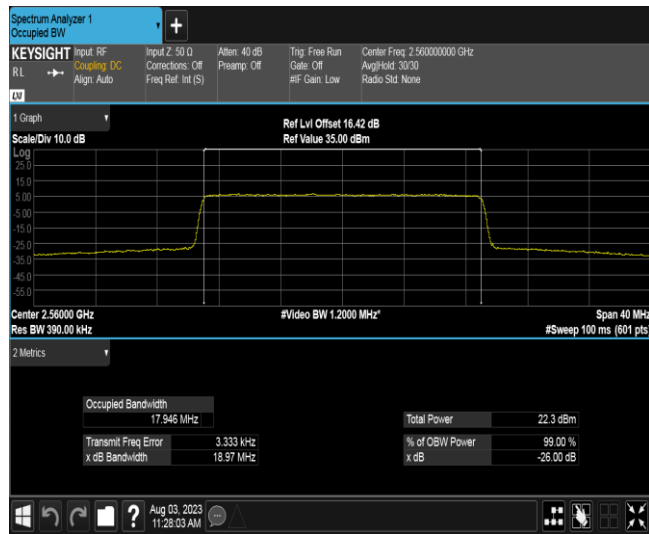 Spectrum Analyzer 1
Occupied BW
+
KEYSIGHT
RL
LXI
Input: RF
Coupling: DC
Align: Auto
Input Z: 50 Ω
Corrections: Off
Freq Ref: Int (S)
Atten: 40 dB
Preamp: Off
Trig: Free Run
Gate: Off
#IF Gain: Low
Center Freq: 2.560000000 GHz
Avg|Hold: 30/30
Radio Std: None
1 Graph
Scale/Div 10.0 dB
Ref Lvl Offset 16.42 dB
Ref Value 35.00 dBm
Log
25.0
15.0
5.00
-5.00
-15.0
-25.0
-35.0
-45.0
-55.0
Center 2.56000 GHz
#Video BW 1.2000 MHz*
Span 40 MHz
Res BW 390.00 kHz
#Sweep 100 ms (601 pts)
2 Metrics
Occupied Bandwidth
17.946 MHz
Total Power 22.3 dBm
Transmit Freq Error 3.333 kHz
% of OBW Power 99.00 %
x dB Bandwidth 18.97 MHz
x dB -26.00 dB
?
Aug 03, 2023
11:28:03 AM